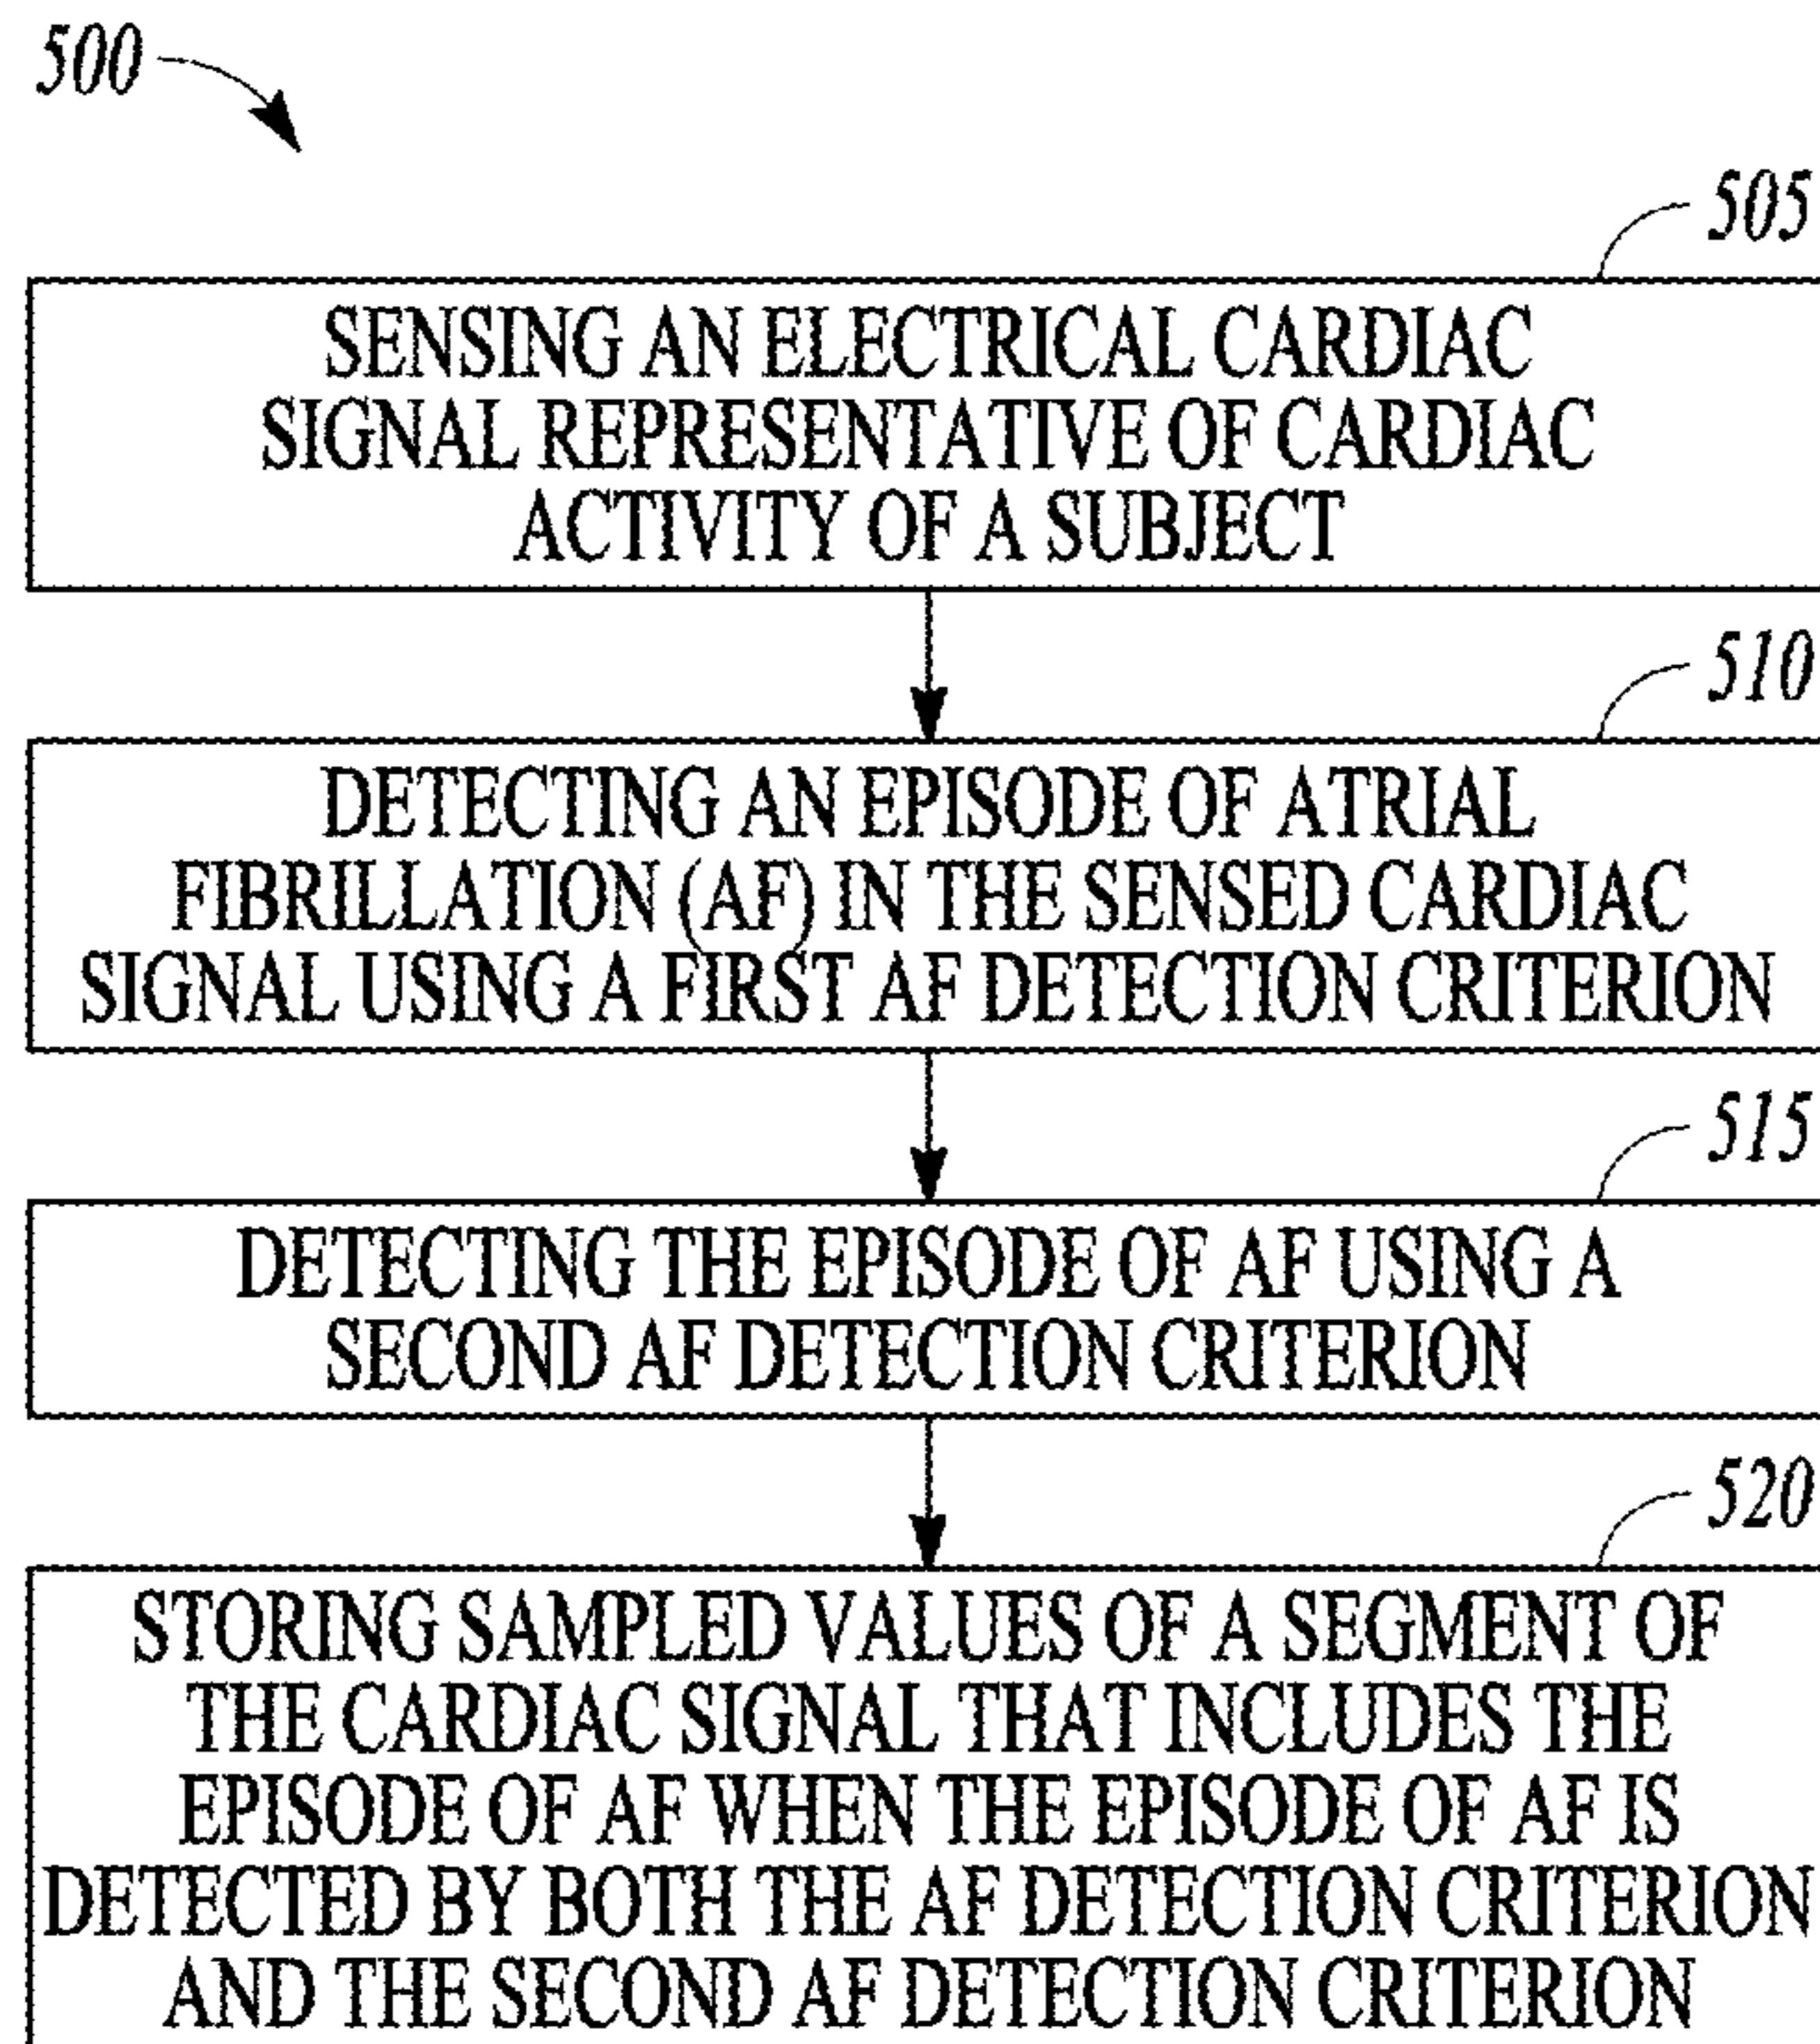 500
505
SENSING AN ELECTRICAL CARDIAC
SIGNAL REPRESENTATIVE OF CARDIAC
ACTIVITY OF A SUBJECT
510
DETECTING AN EPISODE OF ATRIAL
FIBRILLATION (AF) IN THE SENSED CARDIAC
SIGNAL USING A FIRST AF DETECTION CRITERION
515
DETECTING THE EPISODE OF AF USING A
SECOND AF DETECTION CRITERION
520
STORING SAMPLED VALUES OF A SEGMENT OF
THE CARDIAC SIGNAL THAT INCLUDES THE
EPISODE OF AF WHEN THE EPISODE OF AF IS
DETECTED BY BOTH THE AF DETECTION CRITERION
AND THE SECOND AF DETECTION CRITERION